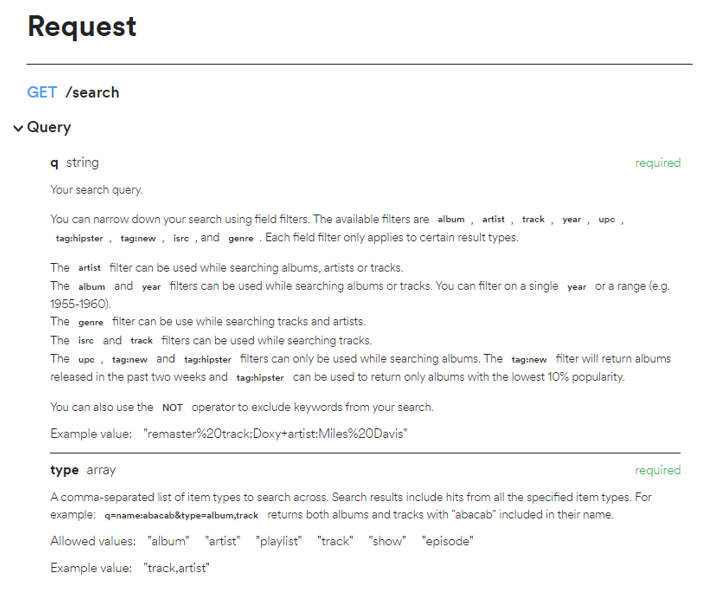 Request
GET /search
Query
q string required
Your search query.
You can narrow down your search using field filters. The available filters are album , artist , track , year , upc ,
tag:hipster , tag:new , isrc , and genre . Each field filter only applies to certain result types.
The artist filter can be used while searching albums, artists or tracks.
The album and year filters can be used while searching albums or tracks. You can filter on a single year or a range (e.g.
1955-1960).
The genre filter can be use while searching tracks and artists.
The isrc and track filters can be used while searching tracks.
The upc , tag:new and tag:hipster filters can only be used while searching albums. The tag:new filter will return albums
released in the past two weeks and tag:hipster can be used to return only albums with the lowest 10% popularity.
You can also use the NOT operator to exclude keywords from your search.
Example value: "remaster%20track:Doxy+artist:Miles%20Davis"
type array required
A comma-separated list of item types to search across. Search results include hits from all the specified item types. For
example: q=name:abacab&type=album,track returns both albums and tracks with "abacab" included in their name.
Allowed values: "album" "artist" "playlist" "track" "show" "episode"
Example value: "track,artist"